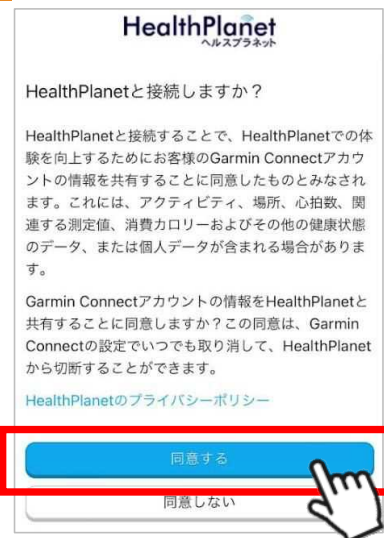 HealthPlanet
ヘルスプラネット
HealthPlanetと接続しますか？
HealthPlanetと接続することで、HealthPlanetでの体
験を向上するためにお客様のGarmin Connectアカウ
ントの情報を共有することに同意したものとみなされ
ます。これには、アクティビティ、場所、心拍数、関
連する測定値、消費カロリーおよびその他の健康状態
のデータ、または個人データが含まれる場合がありま
す。
Garmin Connectアカウントの情報をHealthPlanetと
共有することに同意しますか？この同意は、Garmin
Connectの設定でいつでも取り消して、HealthPlanet
から切断することができます。
HealthPlanetのプライバシーポリシー
同意する
同意しない